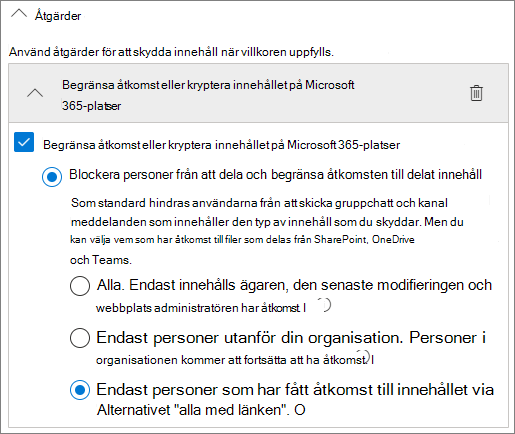 Åtgärder
Använd åtgärder för att skydda innehåll när villkoren uppfylls.
Begränsa åtkomst eller kryptera innehållet på Microsoft
365-platser
Begränsa åtkomst eller kryptera innehållet på Microsoft 365-platser
Blockera personer från att dela och begränsa åtkomsten till delat innehåll
Som standard hindras användarna från att skicka gruppchatt och kanal
meddelanden som innehåller den typ av innehåll som du skyddar. Men du
kan välja vem som har åtkomst till filer som delas från SharePoint, OneDrive
och Teams.
Alla. Endast innehålls ägaren, den senaste modifieringen och
webbplats administratören har åtkomst. I
Endast personer utanför din organisation. Personer i
organisationen kommer att fortsätta att ha åtkomst. I
Endast personer som har fått åtkomst till innehållet via
Alternativet "alla med länken". O